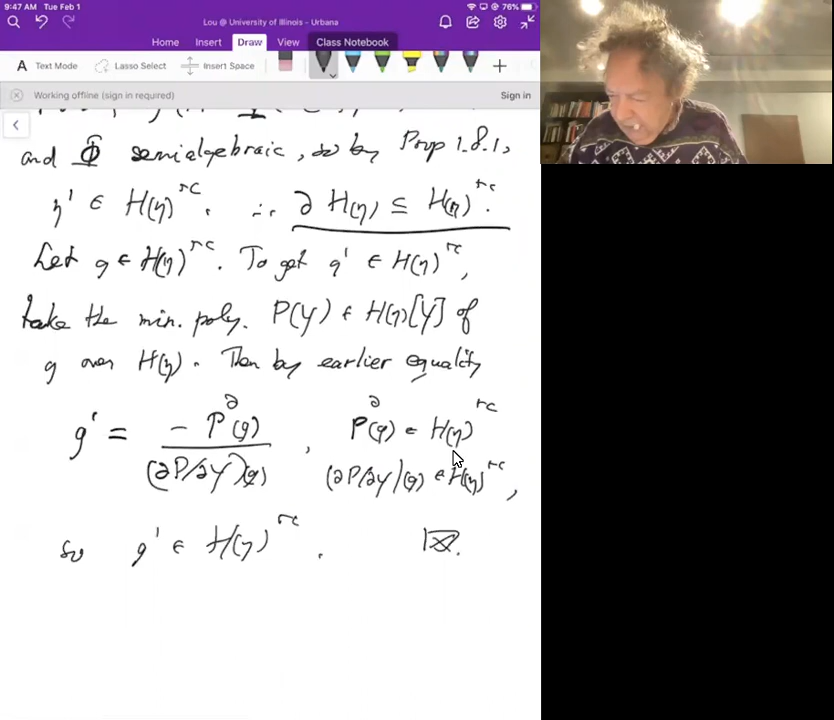 9:47 AM Tue Feb 1
76%
Lou @ University of Illinois - Urbana
Home Insert Draw View Class Notebook
Text Mode Lasso Select Insert Space
Working offline (sign in required) Sign in
and Φ semialgebraic, so by Prop 1.8.1,
η' ∈ H(η)^rc. ∴ ∂ H(η) ⊆ H(η)^rc.
Let g ∈ H(η)^rc. To get g' ∈ H(η)^rc,
take the min. poly. P(Y) ∈ H(η)[Y] of
g over H(η). Then by earlier equality
g' = - P^∂(g) / (∂P/∂Y)(g) , P^∂(g) ∈ H(η)^rc
(∂P/∂Y)(g) ∈ H(η)^rc,
so g' ∈ H(η)^rc.